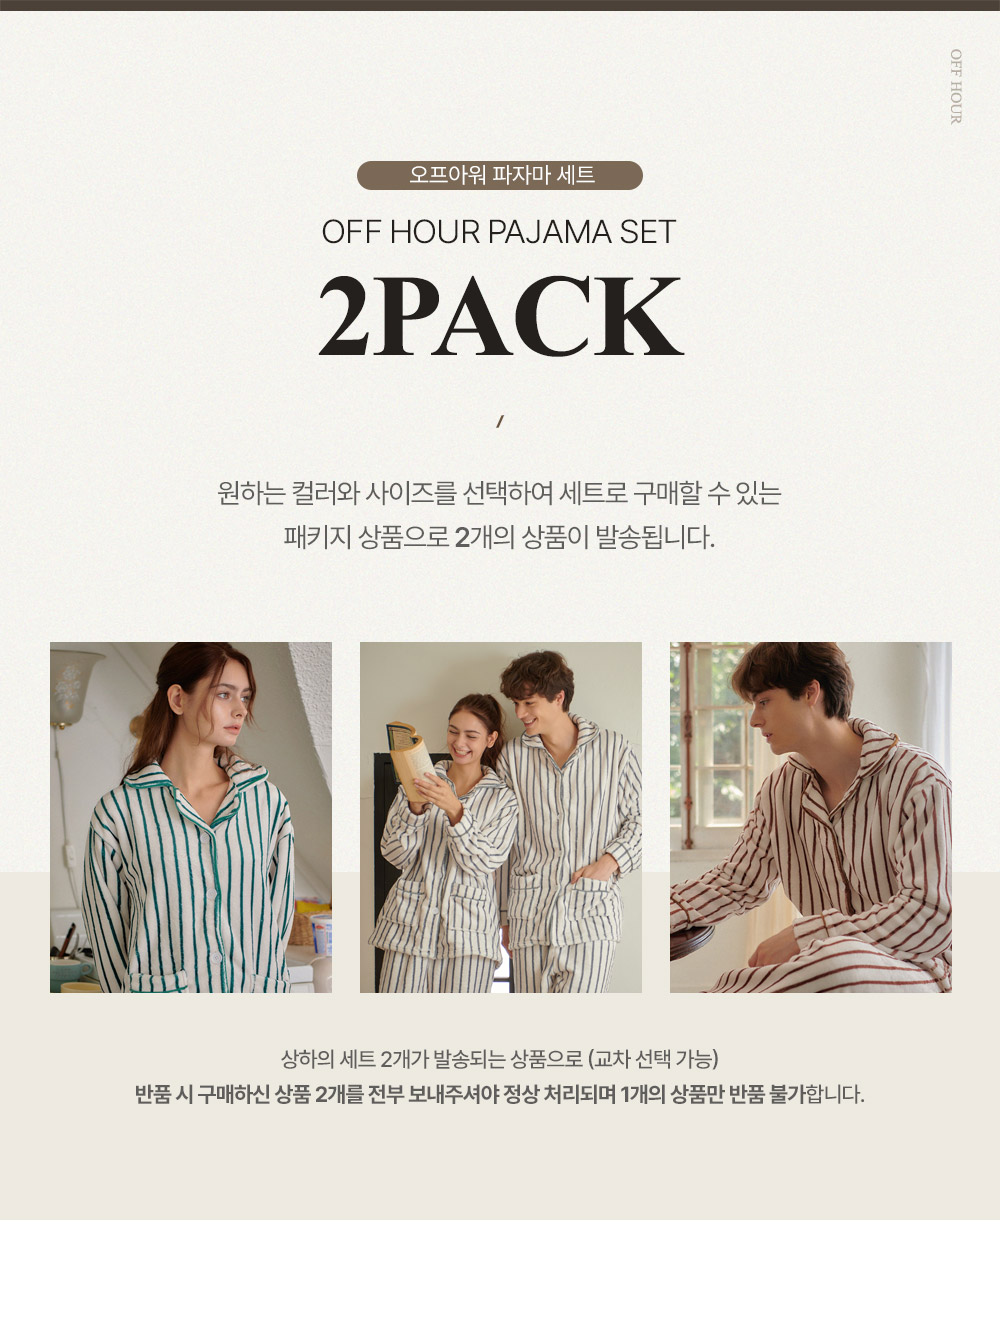 OFF HOUR
오프아워 파자마 세트
OFF HOUR PAJAMA SET
2PACK
/
원하는 컬러와 사이즈를 선택하여 세트로 구매할 수 있는
패키지 상품으로 2개의 상품이 발송됩니다.
상하의 세트 2개가 발송되는 상품으로 (교차 선택 가능)
반품 시 구매하신 상품 2개를 전부 보내주셔야 정상 처리되며 1개의 상품만 반품 불가합니다.